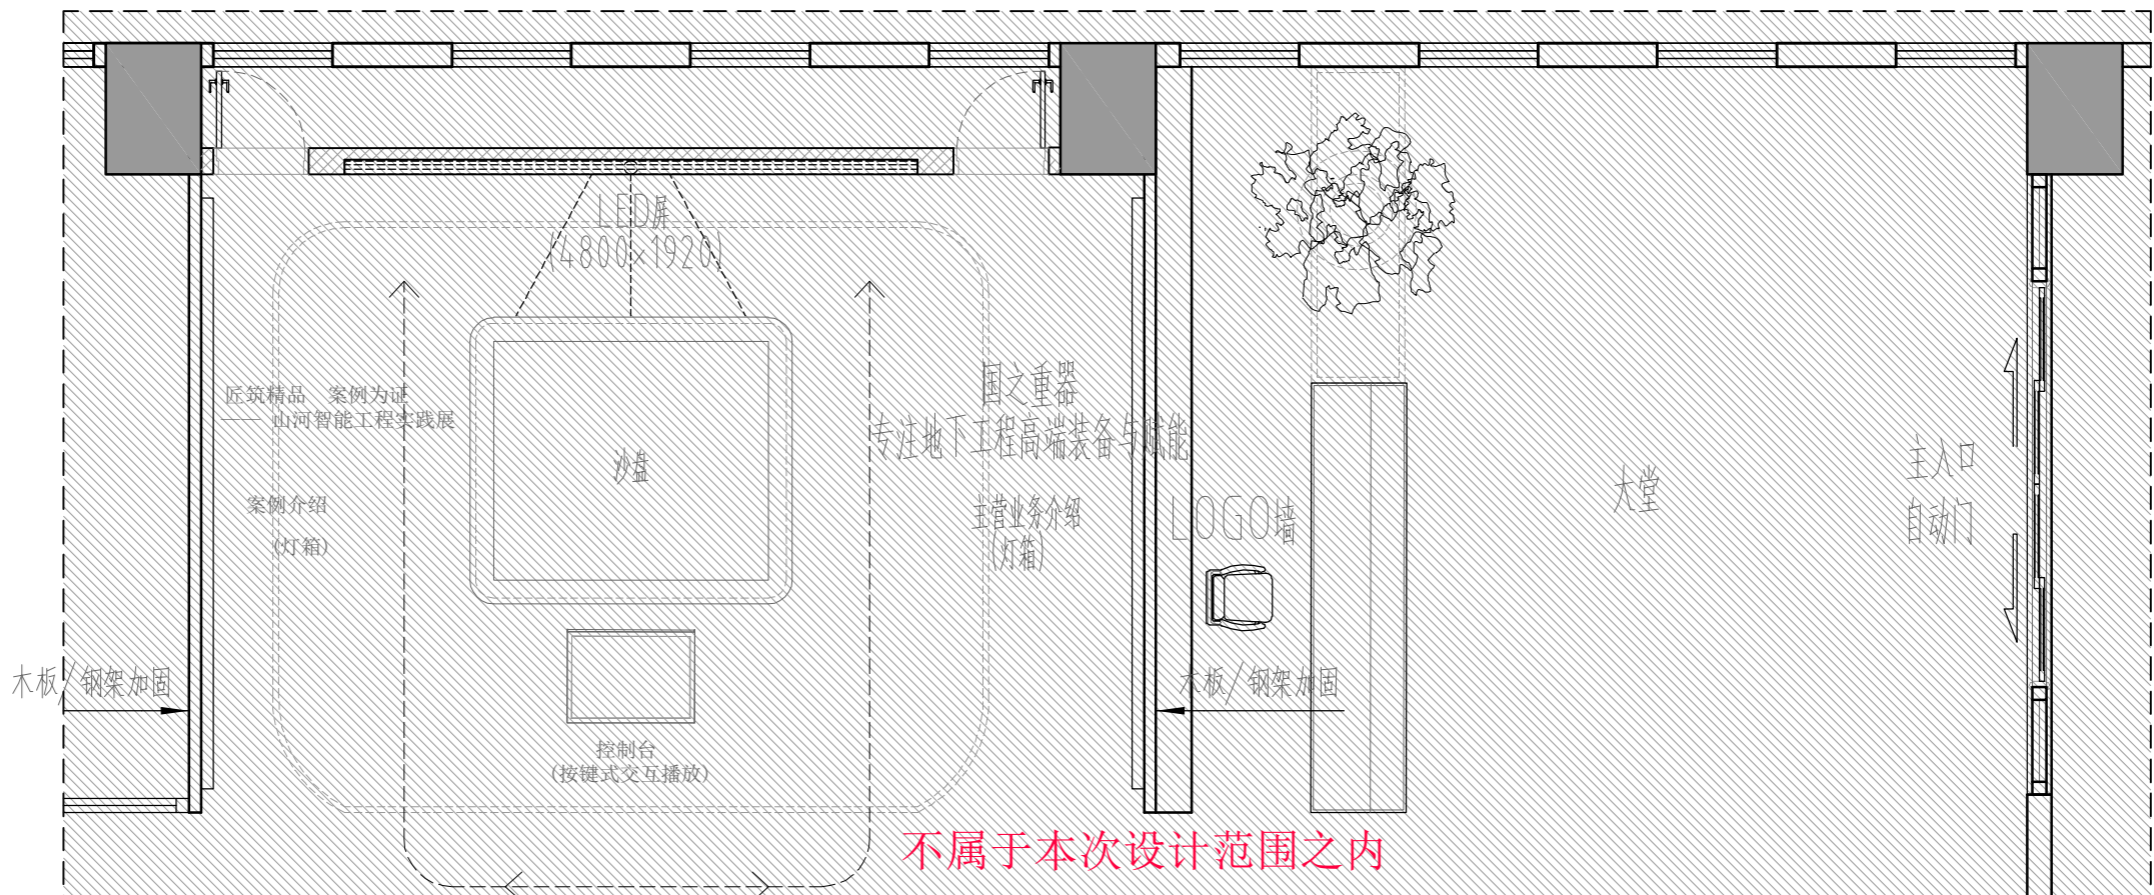 LED屏
(4800×1920)
匠筑精品　案例为证
—— 山河智能工程实践展
案例介绍
(灯箱)
沙盘
国之重器
专注地下工程高端装备与赋能
主营业务介绍
(灯箱)
LOGO墙
大堂
主入口
自动门
木板/钢架加固
木板/钢架加固
控制台
(按键式交互播放)
不属于本次设计范围之内